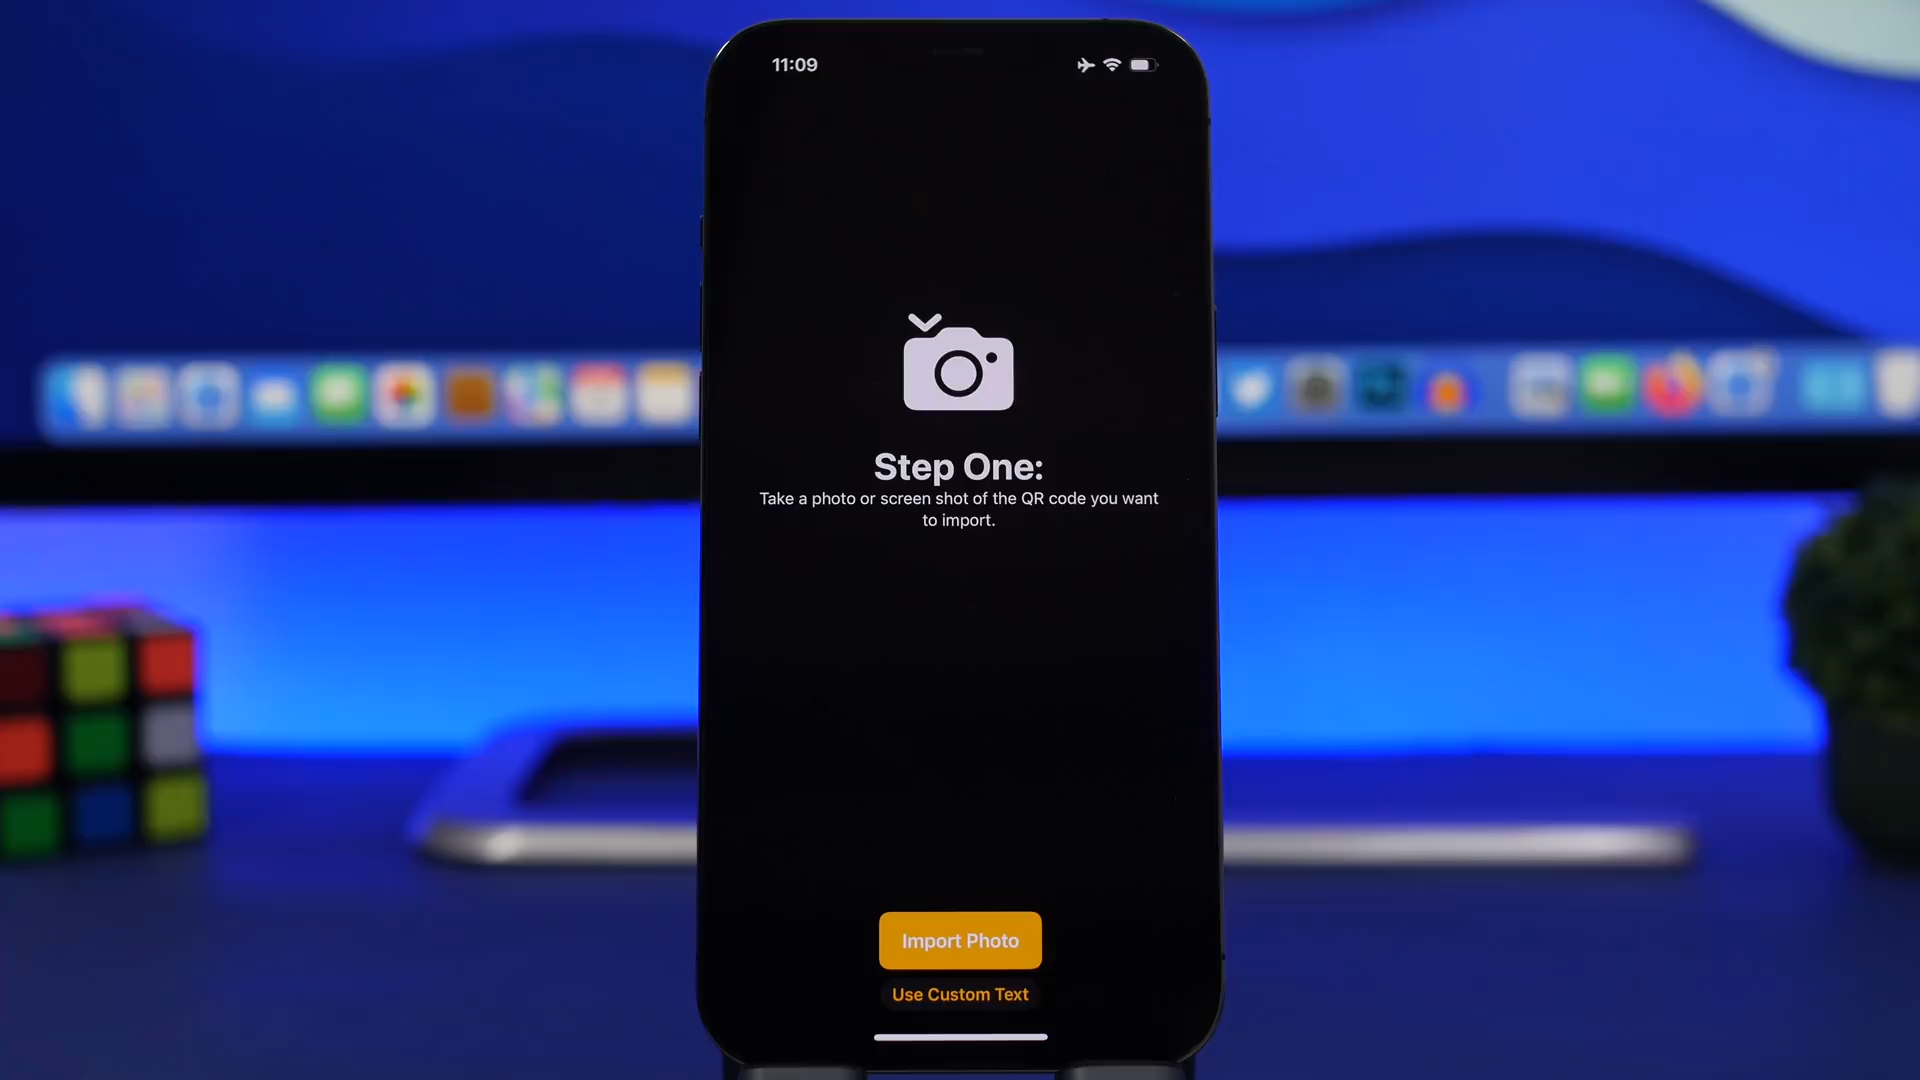 11:09
Step One:
Take a photo or screen shot of the QR code you want
to import.
Import Photo
Use Custom Text